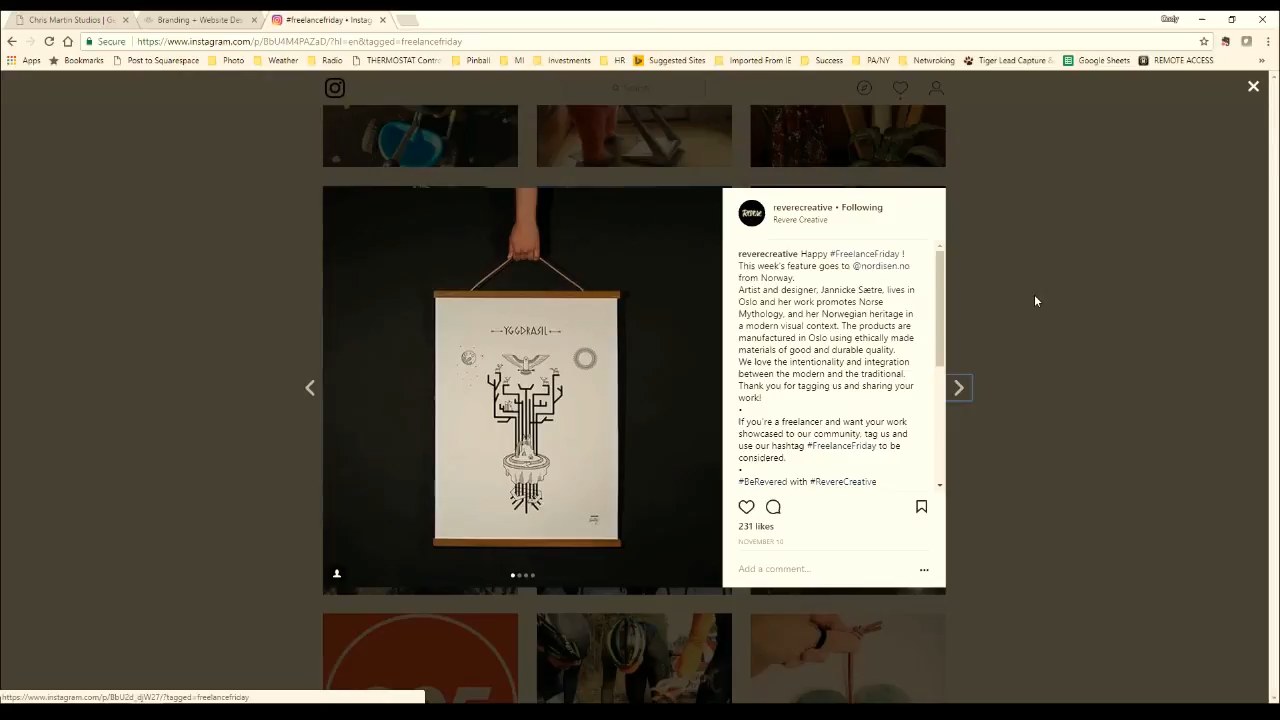 Chris Martin Studios | G
Branding + Website De
#freelancefriday • Instag
Cindy
Secure
https://www.instagram.com/p/BbU4M4PAZaD/?hl=en&tagged=freelancefriday
Apps
Bookmarks
Post to Squarespace
Photo
Weather
Radio
THERMOSTAT Contr
Pinball
MI
Investments
HR
Suggested Sites
Imported From IE
Success
PA/NY
Netwroking
Tiger Lead Capture &
Google Sheets
REMOTE ACCESS
Search
YGGDRASIL
Revere
reverecreative • Following
Revere Creative
reverecreative Happy #FreelanceFriday !
This week's feature goes to @nordisen.no
from Norway.
Artist and designer, Jannicke Sætre, lives in
Oslo and her work promotes Norse
Mythology, and her Norwegian heritage in
a modern visual context. The products are
manufactured in Oslo using ethically made
materials of good and durable quality.
We love the intentionality and integration
between the modern and the traditional.
Thank you for tagging us and sharing your
work!
•
If you're a freelancer and want your work
showcased to our community, tag us and
use our hashtag #FreelanceFriday to be
considered.
•
#BeRevered with #RevereCreative
231 likes
NOVEMBER 10
Add a comment...
https://www.instagram.com/p/BbU2d_djW27/?tagged=freelancefriday